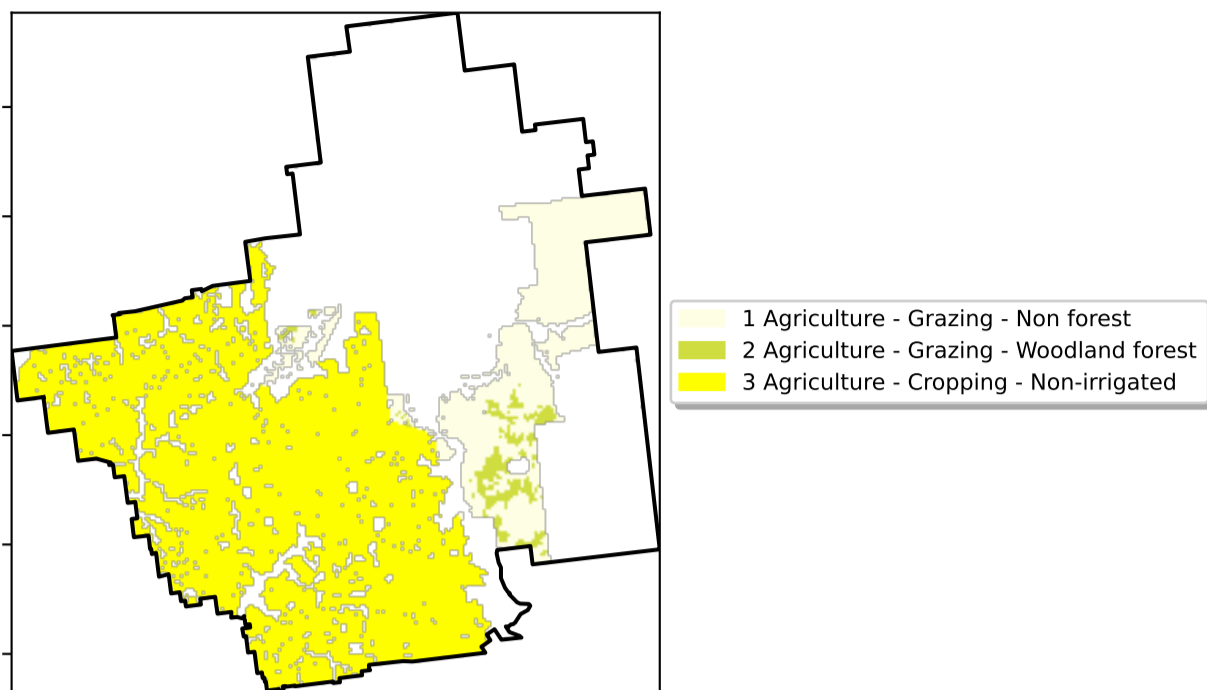 1 Agriculture - Grazing - Non forest
2 Agriculture - Grazing - Woodland forest
3 Agriculture - Cropping - Non-irrigated